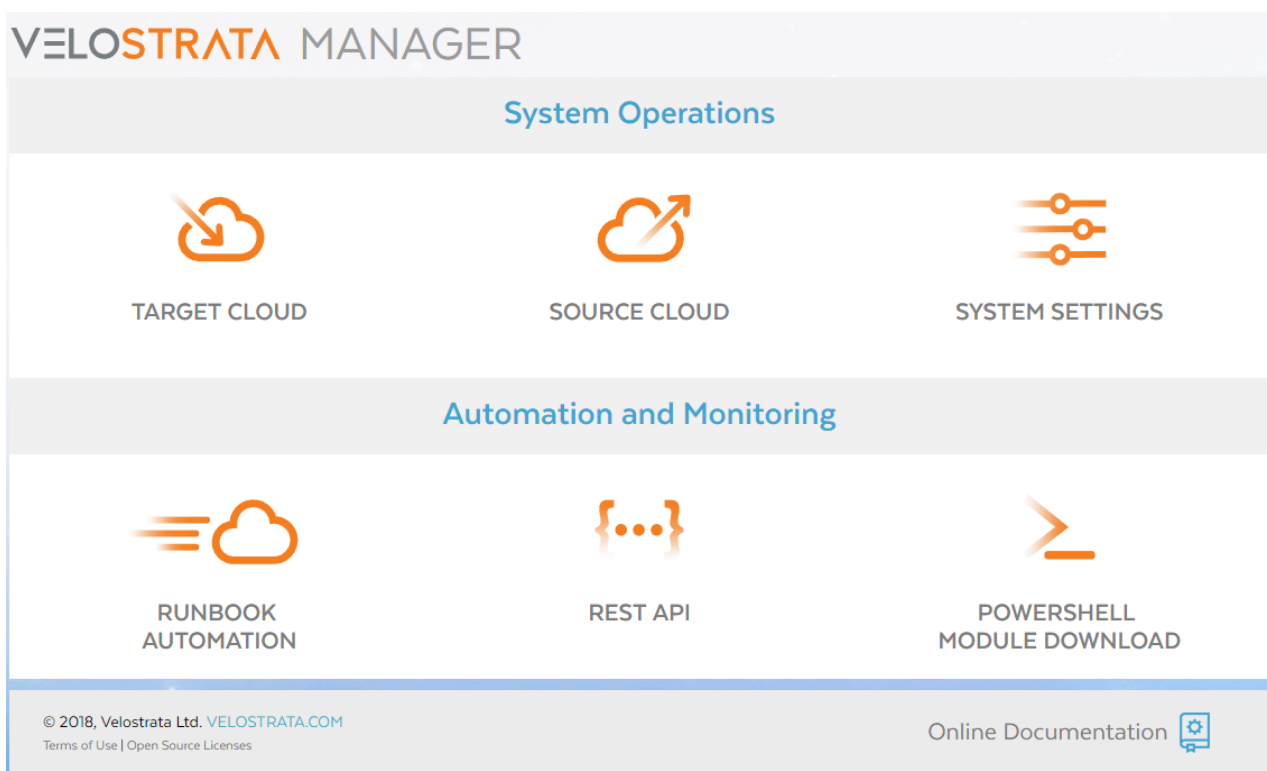 VELOSTRATA MANAGER
System Operations
TARGET CLOUD
SOURCE CLOUD
SYSTEM SETTINGS
Automation and Monitoring
RUNBOOK
AUTOMATION
REST API
POWERSHELL
MODULE DOWNLOAD
© 2018, Velostrata Ltd. VELOSTRATA.COM
Terms of Use | Open Source Licenses
Online Documentation